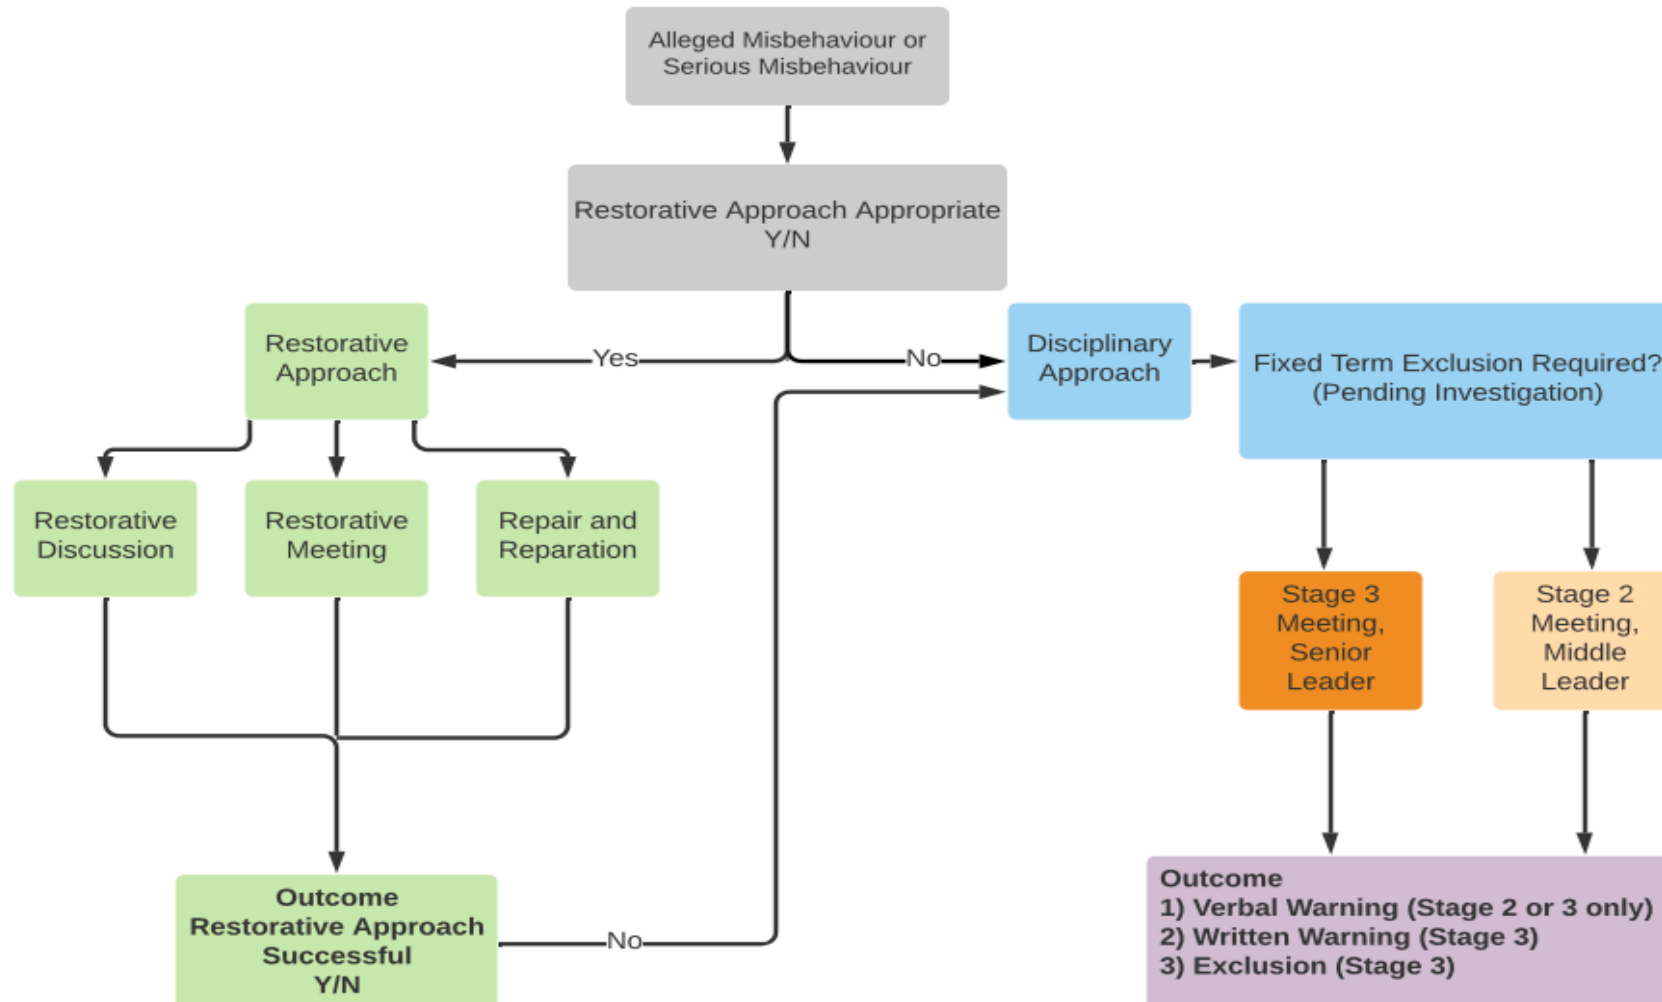 Alleged Misbehaviour or
Serious Misbehaviour
Restorative Approach Appropriate
Y/N
Yes
No
Restorative
Approach
Disciplinary
Approach
Fixed Term Exclusion Required?
(Pending Investigation)
Restorative
Discussion
Restorative
Meeting
Repair and
Reparation
Stage 3
Meeting,
Senior
Leader
Stage 2
Meeting,
Middle
Leader
Outcome
Restorative Approach
Successful
Y/N
No
Outcome
1) Verbal Warning (Stage 2 or 3 only)
2) Written Warning (Stage 3)
3) Exclusion (Stage 3)